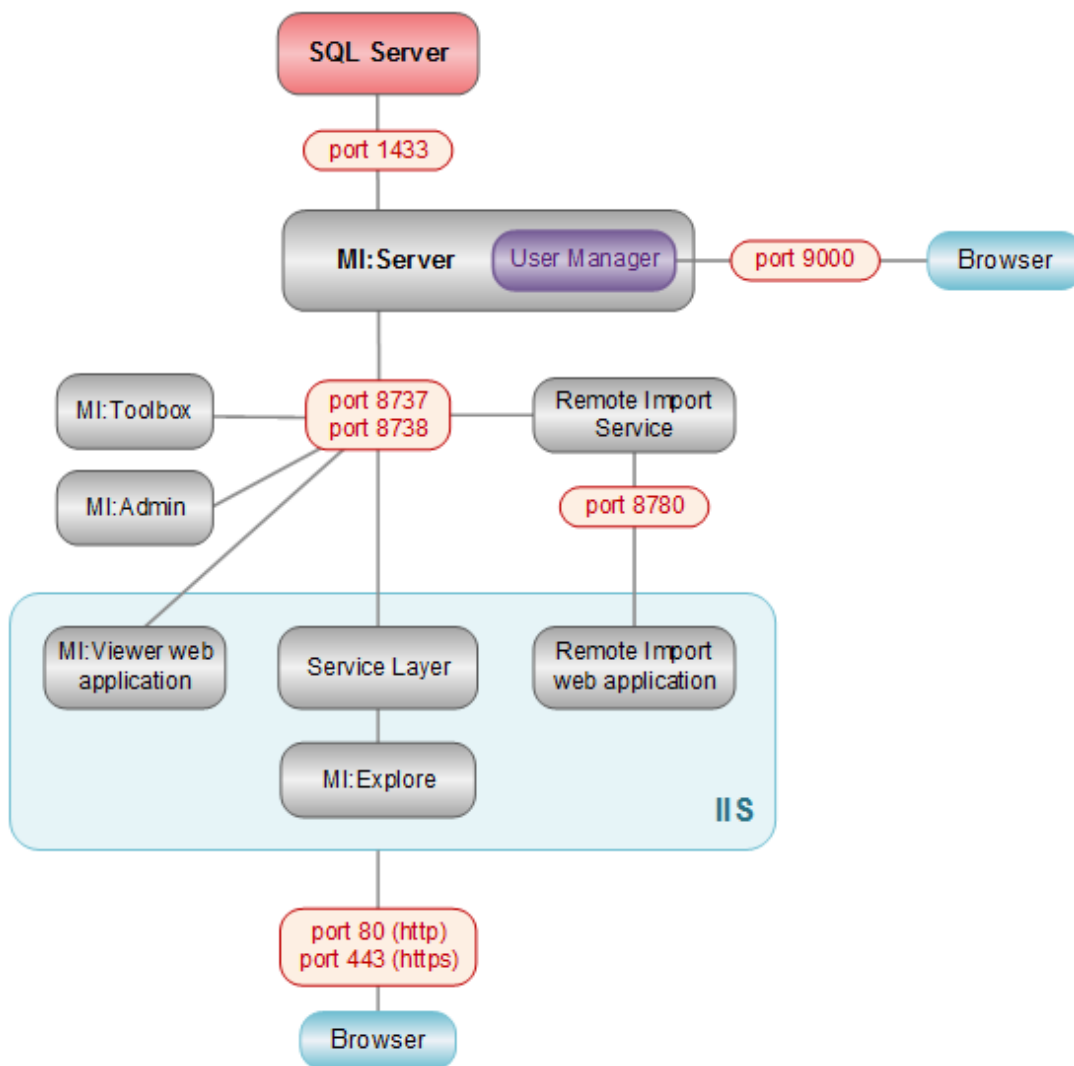 SQL Server
port 1433
MI:Server
User Manager
port 9000
Browser
MI:Toolbox
port 8737
port 8738
Remote Import
Service
MI:Admin
port 8780
MI:Viewer web
application
Service Layer
Remote Import
web application
MI:Explore
IIS
port 80 (http)
port 443 (https)
Browser